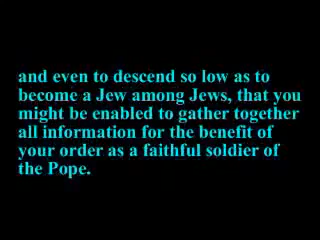 and even to descend so low as to
become a Jew among Jews, that you
might be enabled to gather together
all information for the benefit of
your order as a faithful soldier of
the Pope.